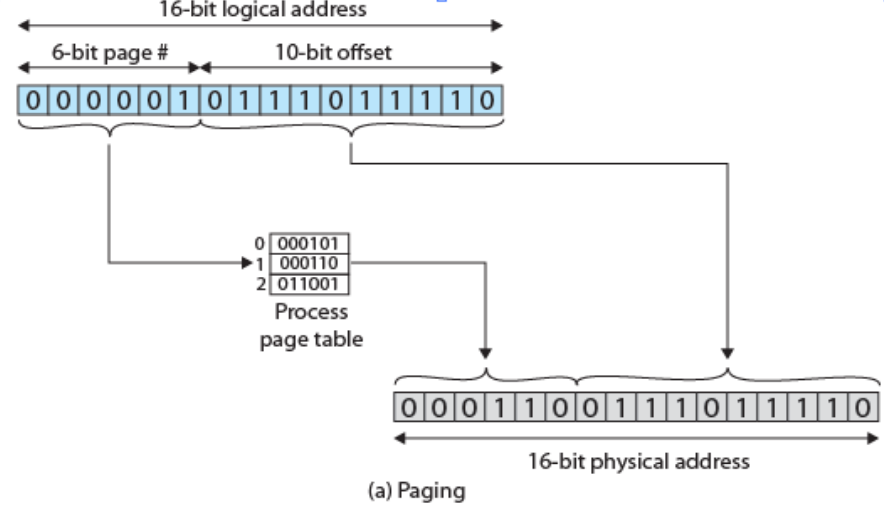 16-bit logical address
6-bit page # 10-bit offset
0 0 0 0 0 1 0 1 1 1 0 1 1 1 1 0
0 000101
1 000110
2 011001
Process
page table
0 0 0 1 1 0 0 1 1 1 0 1 1 1 1 0
16-bit physical address
(a) Paging